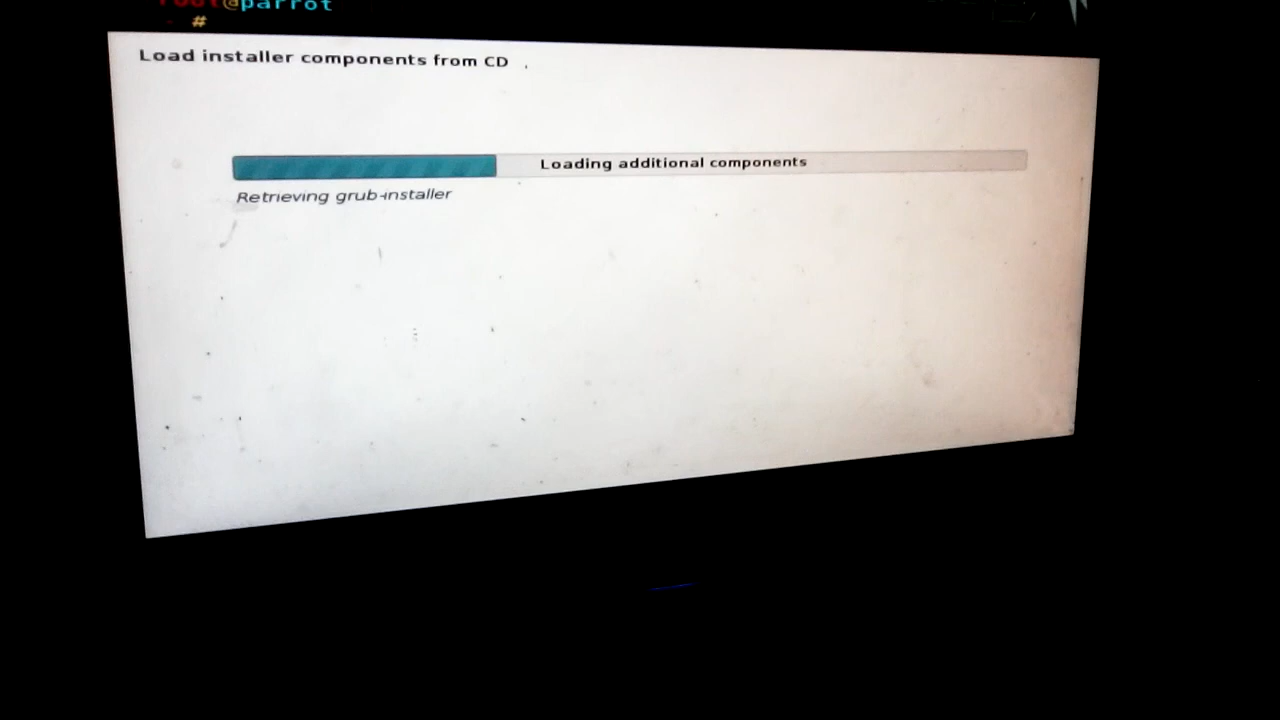 root@parrot
#
Load installer components from CD
Loading additional components
Retrieving grub-installer